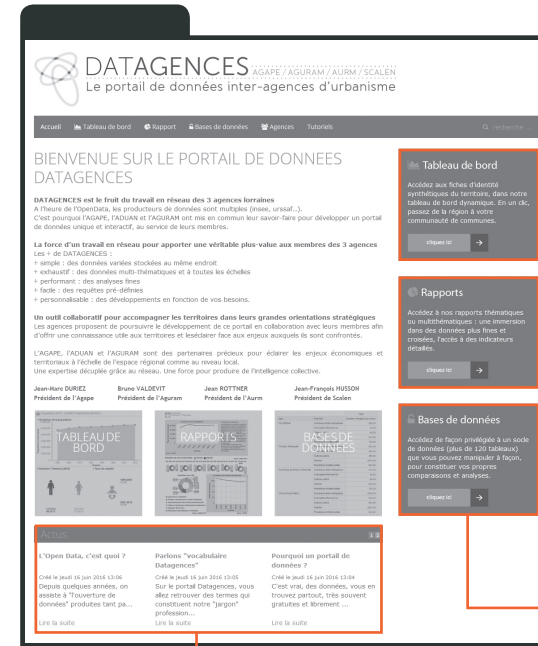 DATAGENCES AGAPE / AGURAM / AURM / SCALEN
Le portail de données inter-agences d'urbanisme
Accueil Tableau de bord Rapport Bases de données Agences Tutoriels recherche ...
BIENVENUE SUR LE PORTAIL DE DONNEES
DATAGENCES
DATAGENCES est le fruit du travail en réseau des 3 agences lorraines
A l'heure de l'OpenData, les producteurs de données sont multiples (insee, urssaf..).
C'est pourquoi l'AGAPE, l'ADUAN et l'AGURAM ont mis en commun leur savoir-faire pour développer un portail
de données unique et interactif, au service de leurs membres.
La force d'un travail en réseau pour apporter une véritable plus-value aux membres des 3 agences
Les + de DATAGENCES :
+ simple : des données variées stockées au même endroit
+ exhaustif : des données multi-thématiques et à toutes les échelles
+ performant : des analyses fines
+ facile : des requêtes pré-définies
+ personnalisable : des développements en fonction de vos besoins.
Un outil collaboratif pour accompagner les territoires dans leurs grandes orientations stratégiques
Les agences proposent de poursuivre le développement de ce portail en collaboration avec leurs membres afin
d'offrir une connaissance utile aux territoires et leséclairer face aux enjeux auxquels ils sont confrontés.
L'AGAPE, l'ADUAN et l'AGURAM sont des partenaires précieux pour éclairer les enjeux économiques et
territoriaux à l'échelle de l'espace régional comme au niveau local.
Une expertise décuplée grâce au réseau. Une force pour produire de l'intelligence collective.
Jean-Marc DURIEZ Bruno VALDEVIT Jean ROTTNER Jean-François HUSSON
Président de l'Agape Président de l'Aguram Président de l'Aurm Président de Scalen
TABLEAU DE
BORD
RAPPORTS
BASES DE
DONNÉES
Actus
L'Open Data, c'est quoi ?
Créé le jeudi 16 juin 2016 13:06
Depuis quelques années, on
assiste à "l'ouverture de
données" produites tant pa...
Lire la suite
Parlons "vocabulaire
Datagences"
Créé le jeudi 16 juin 2016 13:05
Sur le portail Datagences, vous
allez retrouver des termes qui
constituent notre "jargon"
profession...
Lire la suite
Pourquoi un portail de
données ?
Créé le jeudi 16 juin 2016 13:04
C'est vrai, des données, vous en
trouvez partout, très souvent
gratuites et librement ...
Lire la suite
Tableau de bord
Accédez aux fiches d'identité
synthétiques du territoire, dans notre
tableau de bord dynamique. En un clic,
passez de la région à votre
communauté de communes.
cliquez ici
Rapports
Accédez à nos rapports thématiques
ou multithématiques : une immersion
dans des données plus fines et
croisées, l'accès à des indicateurs
détaillés.
cliquez ici
Bases de données
Accédez de façon privilégiée à un socle
de données (plus de 120 tableaux)
que vous pouvez manipuler à façon,
pour constituer vos propres
comparaisons et analyses.
cliquez ici